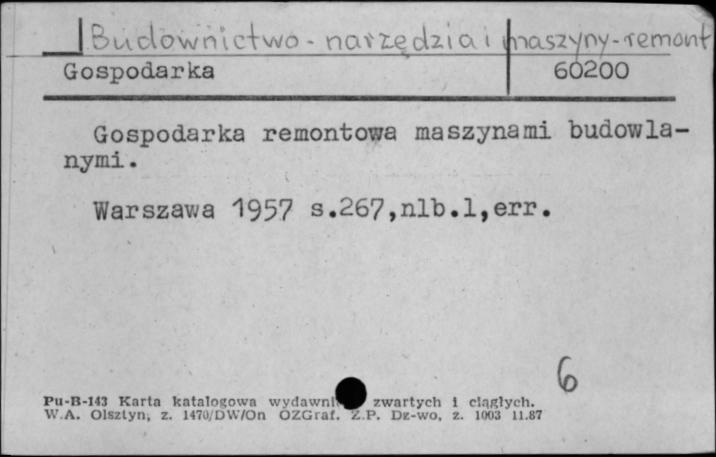 Budownictwo - narzędzia i maszyny - remont
Gospodarka 60200
Gospodarka remontowa maszynami budowla-
nymi.
Warszawa 1957 s.267,nlb.1,err.
6
Pu-B-143 Karta katalogowa zwartych i ciągłych.
W.A. Olsztyn, z. 1470/DW/On OZGraf. Z.P. Dz-wo, z. 1003 11.87